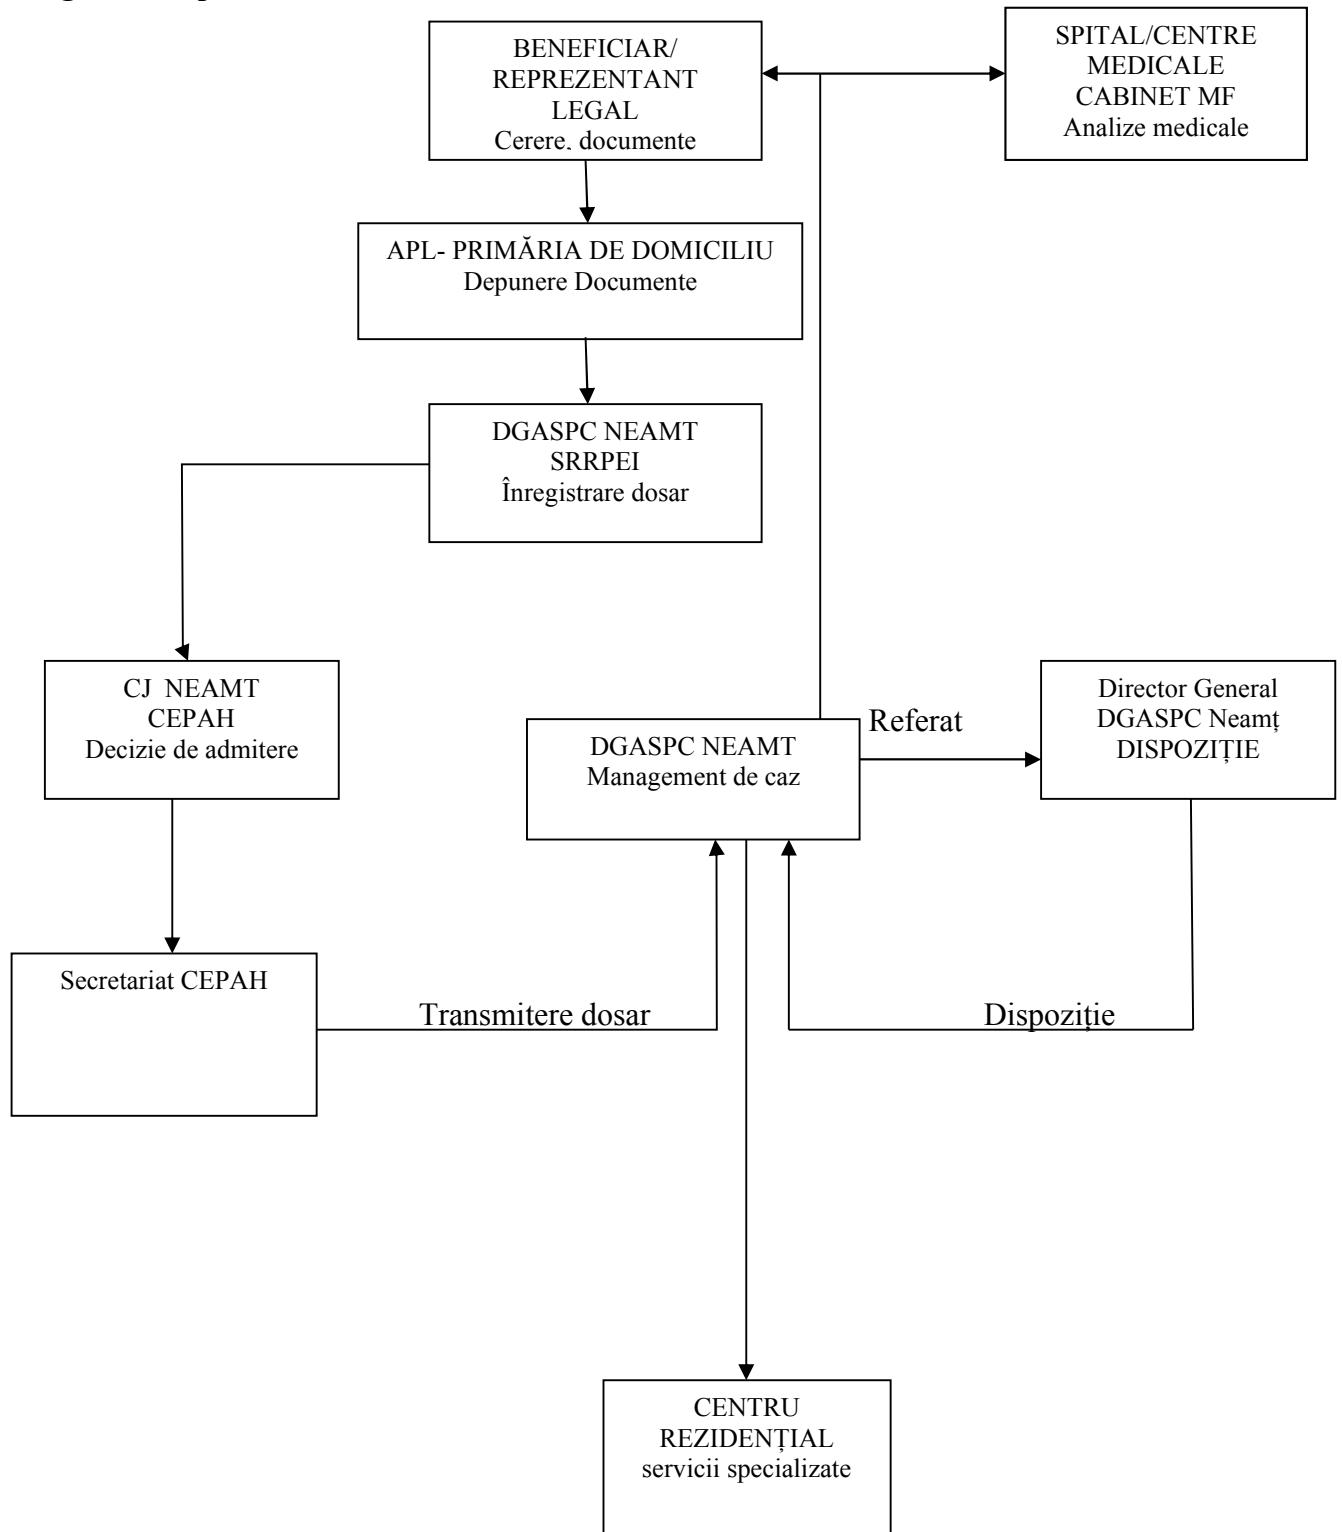 BENEFICIAR/
REPREZENTANT
LEGAL
Cerere, documente
SPITAL/CENTRE
MEDICALE
CABINET MF
Analize medicale
APL- PRIMĂRIA DE DOMICILIU
Depunere Documente
DGASPC NEAMT
SRRPEI
Înregistrare dosar
CJ NEAMT
CEPAH
Decizie de admitere
DGASPC NEAMT
Management de caz
Referat
Director General
DGASPC Neamț
DISPOZIȚIE
Secretariat CEPAH
Transmitere dosar
Dispoziție
CENTRU
REZIDENȚIAL
servicii specializate